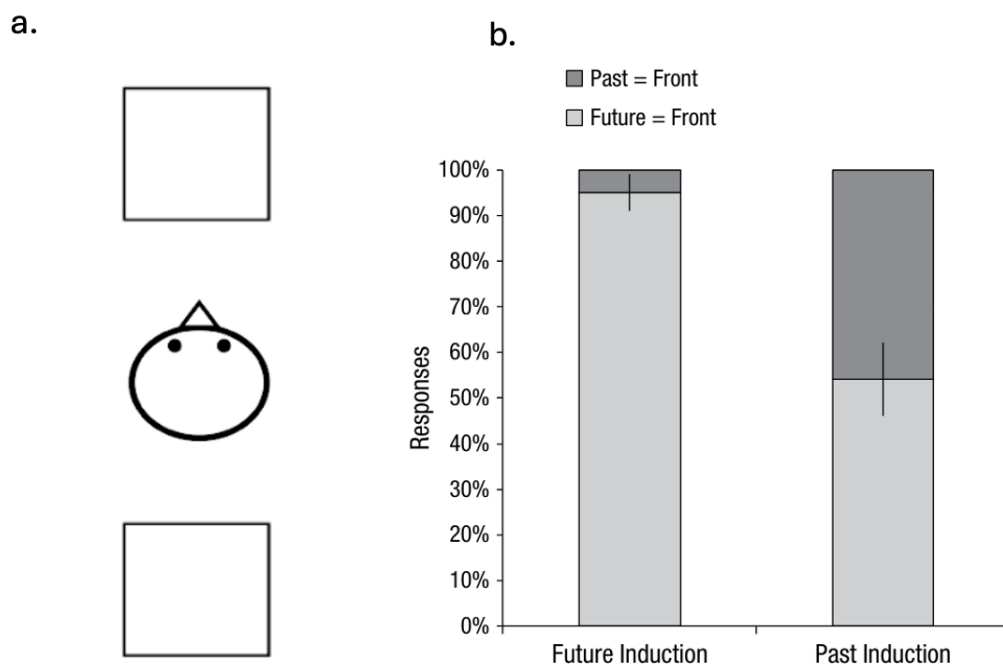 a.
b.
Past = Front
Future = Front
100%
90%
80%
70%
60%
50%
40%
30%
20%
10%
0%
Responses
Future Induction
Past Induction